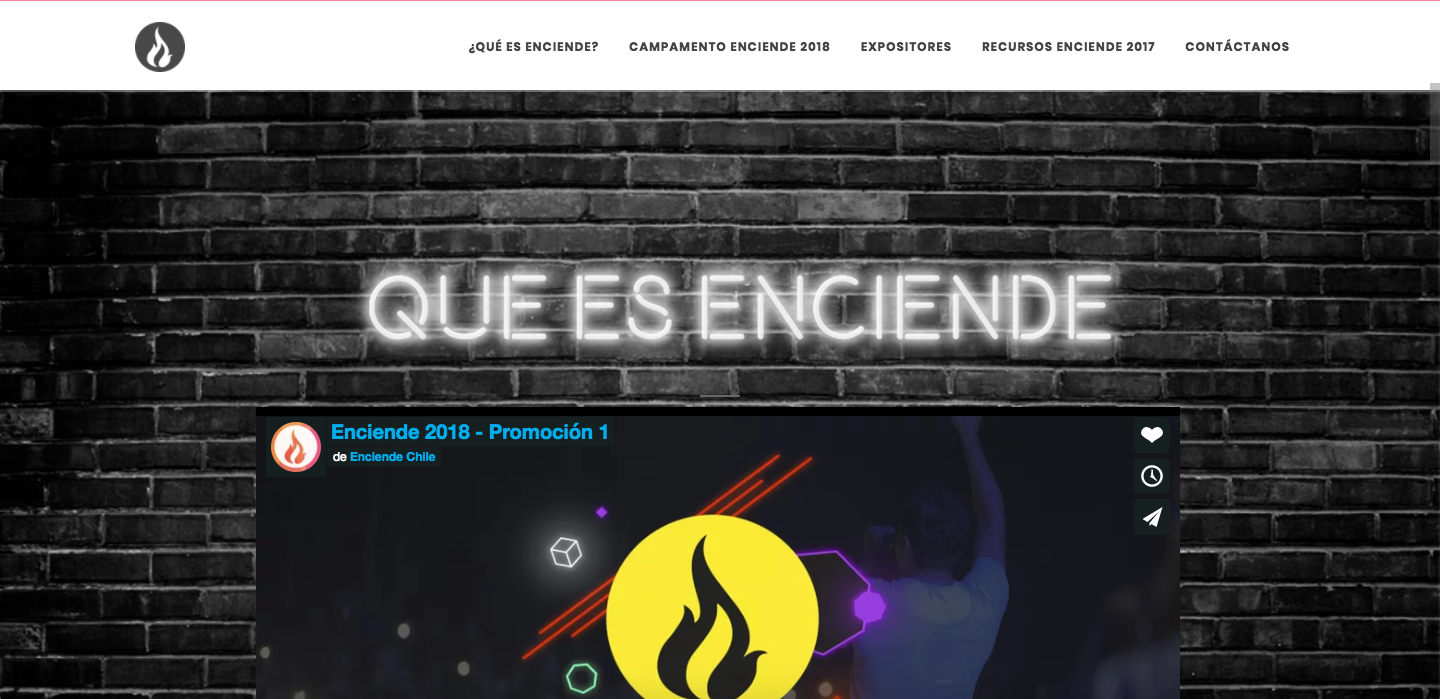 ¿QUÉ ES ENCIENDE? CAMPAMENTO ENCIENDE 2018 EXPOSITORES RECURSOS ENCIENDE 2017 CONTÁCTANOS
QUE ES ENCIENDE
Enciende 2018 - Promoción 1
de Enciende Chile